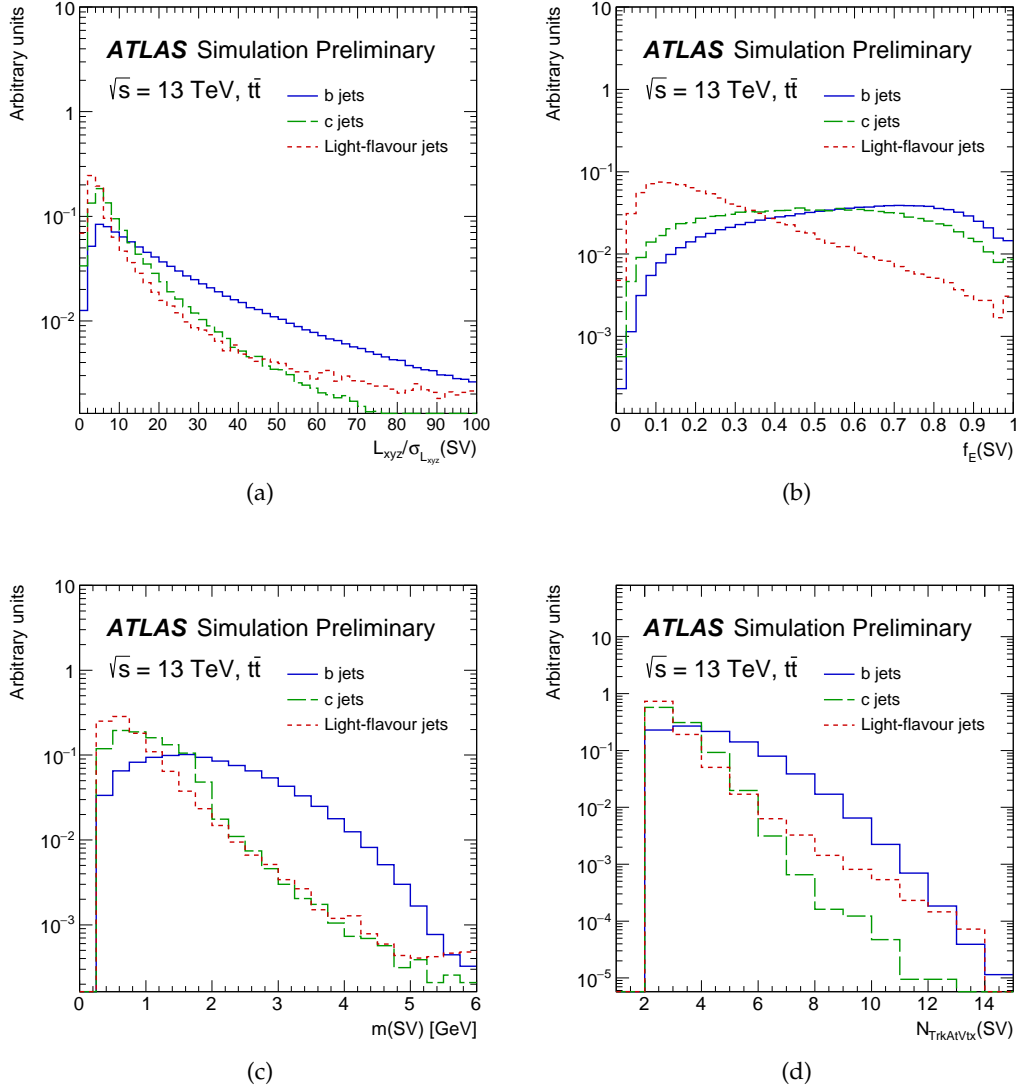 Arbitrary units
10
1
10⁻¹
10⁻²
ATLAS Simulation Preliminary
√s = 13 TeV, tt̄
b jets
c jets
Light-flavour jets
0 10 20 30 40 50 60 70 80 90 100
L_xyz/σ_L_xyz(SV)
(a)
Arbitrary units
10
1
10⁻¹
10⁻²
10⁻³
ATLAS Simulation Preliminary
√s = 13 TeV, tt̄
b jets
c jets
Light-flavour jets
0 0.1 0.2 0.3 0.4 0.5 0.6 0.7 0.8 0.9 1
f_E(SV)
(b)
Arbitrary units
10
1
10⁻¹
10⁻²
10⁻³
ATLAS Simulation Preliminary
√s = 13 TeV, tt̄
b jets
c jets
Light-flavour jets
0 1 2 3 4 5 6
m(SV) [GeV]
(c)
Arbitrary units
10
1
10⁻¹
10⁻²
10⁻³
10⁻⁴
10⁻⁵
ATLAS Simulation Preliminary
√s = 13 TeV, tt̄
b jets
c jets
Light-flavour jets
2 4 6 8 10 12 14
N_TrkAtVtx(SV)
(d)